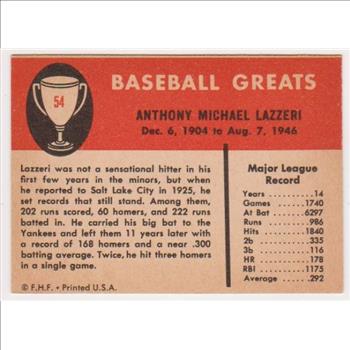 54
BASEBALL GREATS
ANTHONY MICHAEL LAZZERI
Dec. 6, 1904 to Aug. 7, 1946
Lazzeri was not a sensational hitter in his
first few years in the minors, but when
he reported to Salt Lake City in 1925, he
set records that still stand. Among them,
202 runs scored, 60 homers, and 222 runs
batted in. He carried his big bat to the
Yankees and left them 11 years later with
a record of 168 homers and a near .300
batting average. Twice, he hit three homers
in a single game.
© F.H.F. • Printed U.S.A.
Major League
Record
Years ........ 14
Games ...... 1740
At Bat ...... 6297
Runs ........ 986
Hits ........ 1840
2b .......... 335
3b .......... 116
HR .......... 178
RBI ........ 1175
Average .... .292